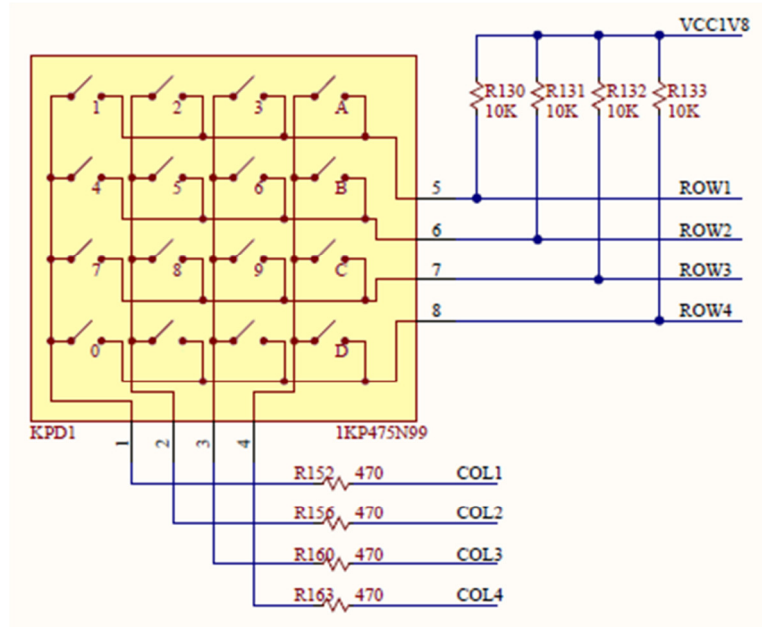 VCC1V8
R130 R131 R132 R133
10K 10K 10K 10K
1 2 3 A
4 5 6 B
5 ROW1
6 ROW2
7 8 9 C
7 ROW3
8 ROW4
0 D
KPD1 1KP475N99
1 2 3 4
R152 470 COL1
R156 470 COL2
R160 470 COL3
R163 470 COL4